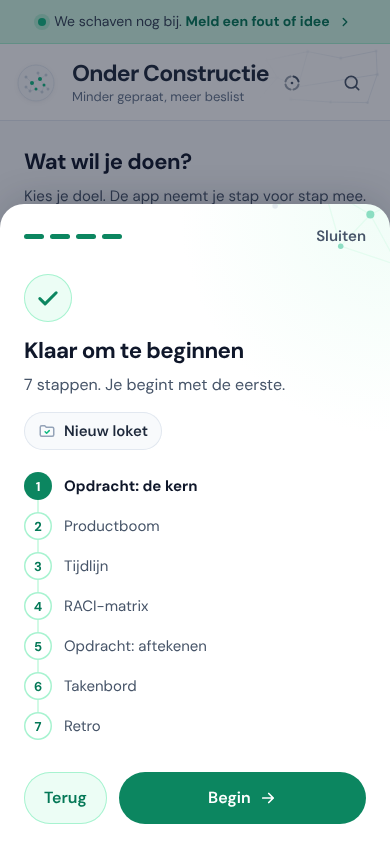 We schaven nog bij. Meld een fout of idee
Onder Constructie
Minder gepraat, meer beslist
Wat wil je doen?
Kies je doel. De app neemt je stap voor stap mee.
Sluiten
Klaar om te beginnen
7 stappen. Je begint met de eerste.
Nieuw loket
1 Opdracht: de kern
2 Productboom
3 Tijdlijn
4 RACI-matrix
5 Opdracht: aftekenen
6 Takenbord
7 Retro
Terug
Begin →